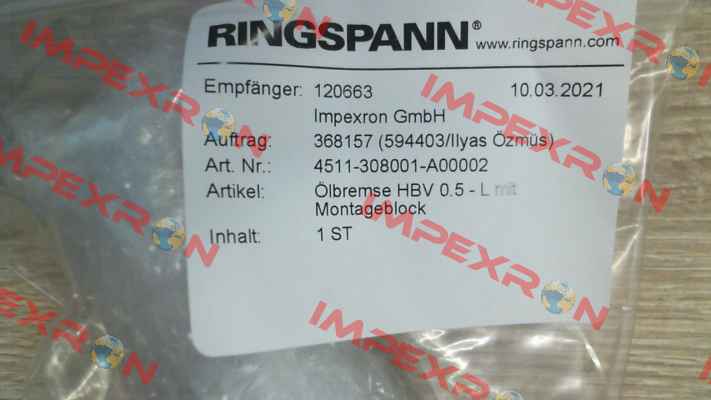 RINGSPANN® www.ringspann.com
Empfänger: 120663 10.03.2021
Impexron GmbH
Auftrag: 368157 (594403/Ilyas Özmüs)
Art. Nr.: 4511-308001-A00002
Artikel: Ölbremse HBV 0.5 - L mit
Montageblock
Inhalt: 1 ST
IMPEXRON
IMPEXRON
IMPEXRON
IMPEXRON
IMPEXRON
IMPEXRON